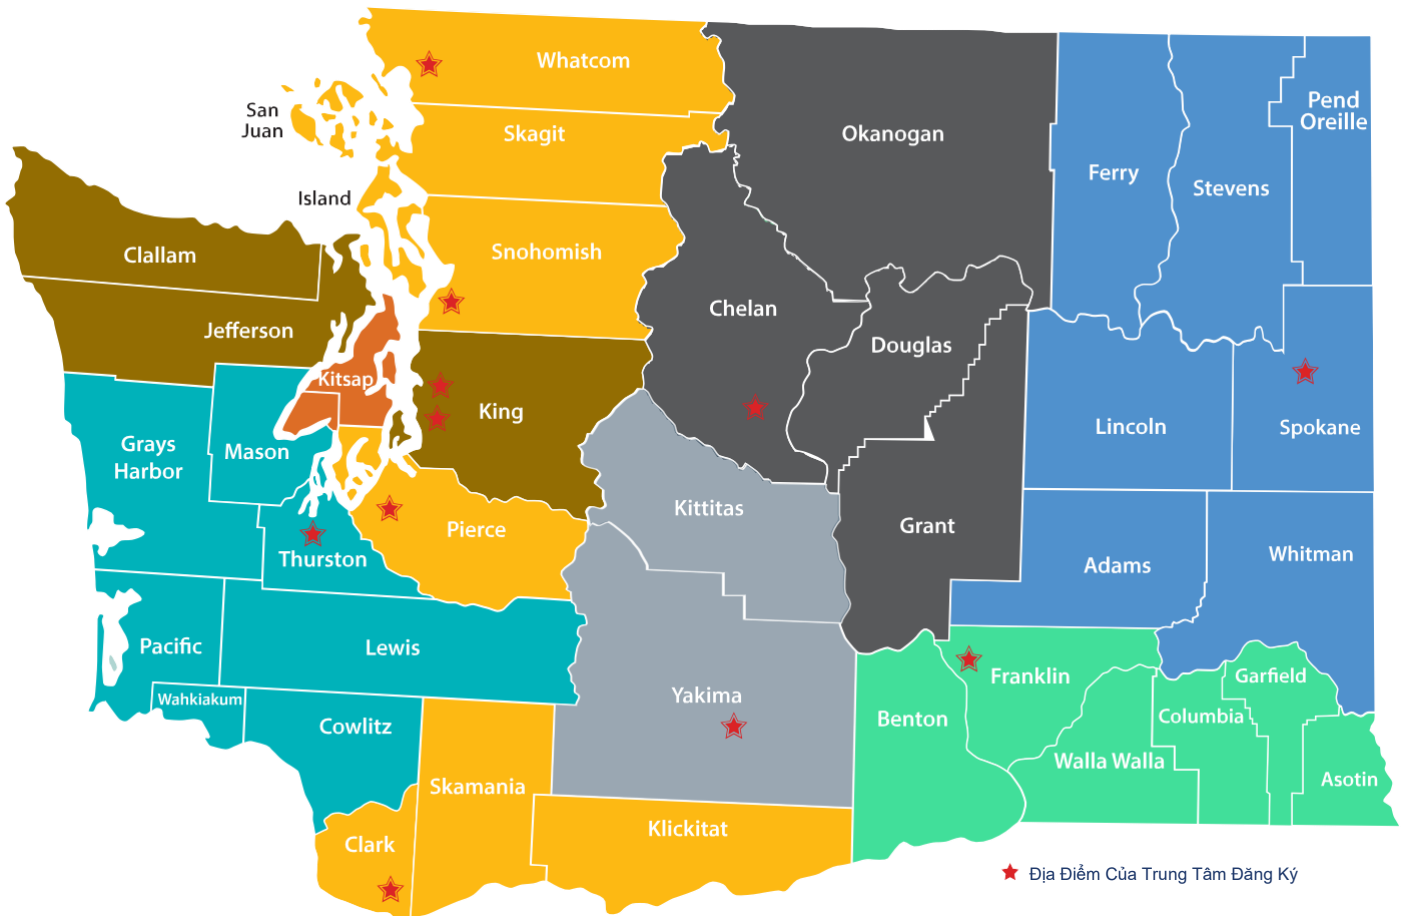 Whatcom
San
Juan
Skagit
Okanogan
Pend
Oreille
Ferry
Stevens
Island
Clallam
Snohomish
Chelan
Jefferson
Douglas
Kitsap
King
Lincoln
Spokane
Grays
Harbor
Mason
Kittitas
Grant
Pierce
Thurston
Adams
Whitman
Pacific
Lewis
Yakima
Franklin
Garfield
Wahkiakum
Cowlitz
Benton
Columbia
Walla Walla
Asotin
Skamania
Klickitat
Clark
Địa Điểm Của Trung Tâm Đăng Ký